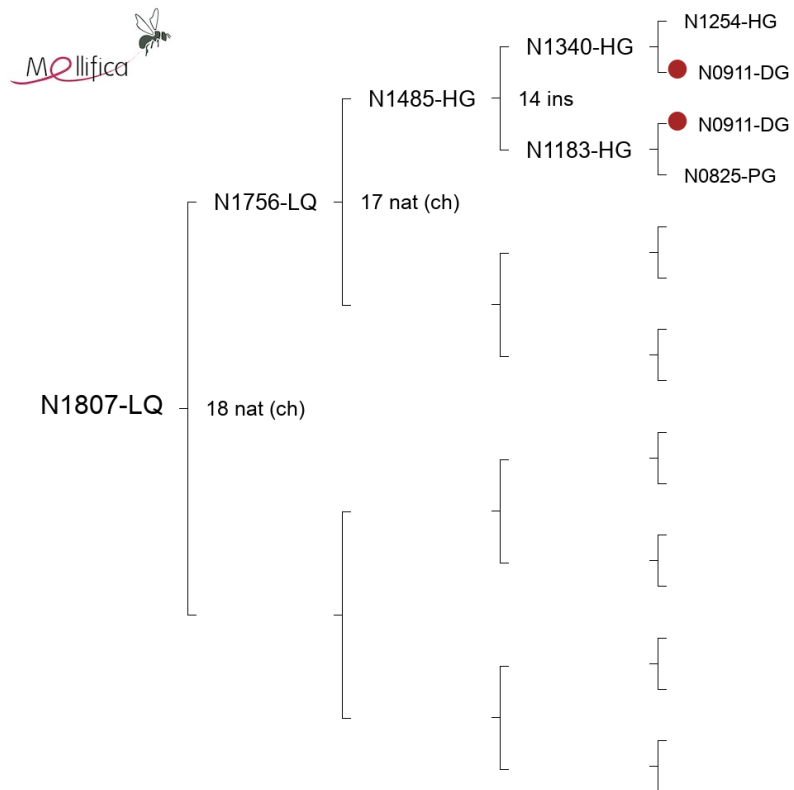 Mellifica
N1254-HG
N1340-HG
N0911-DG
N1485-HG
14 ins
N0911-DG
N1183-HG
N0825-PG
N1756-LQ
17 nat (ch)
N1807-LQ
18 nat (ch)